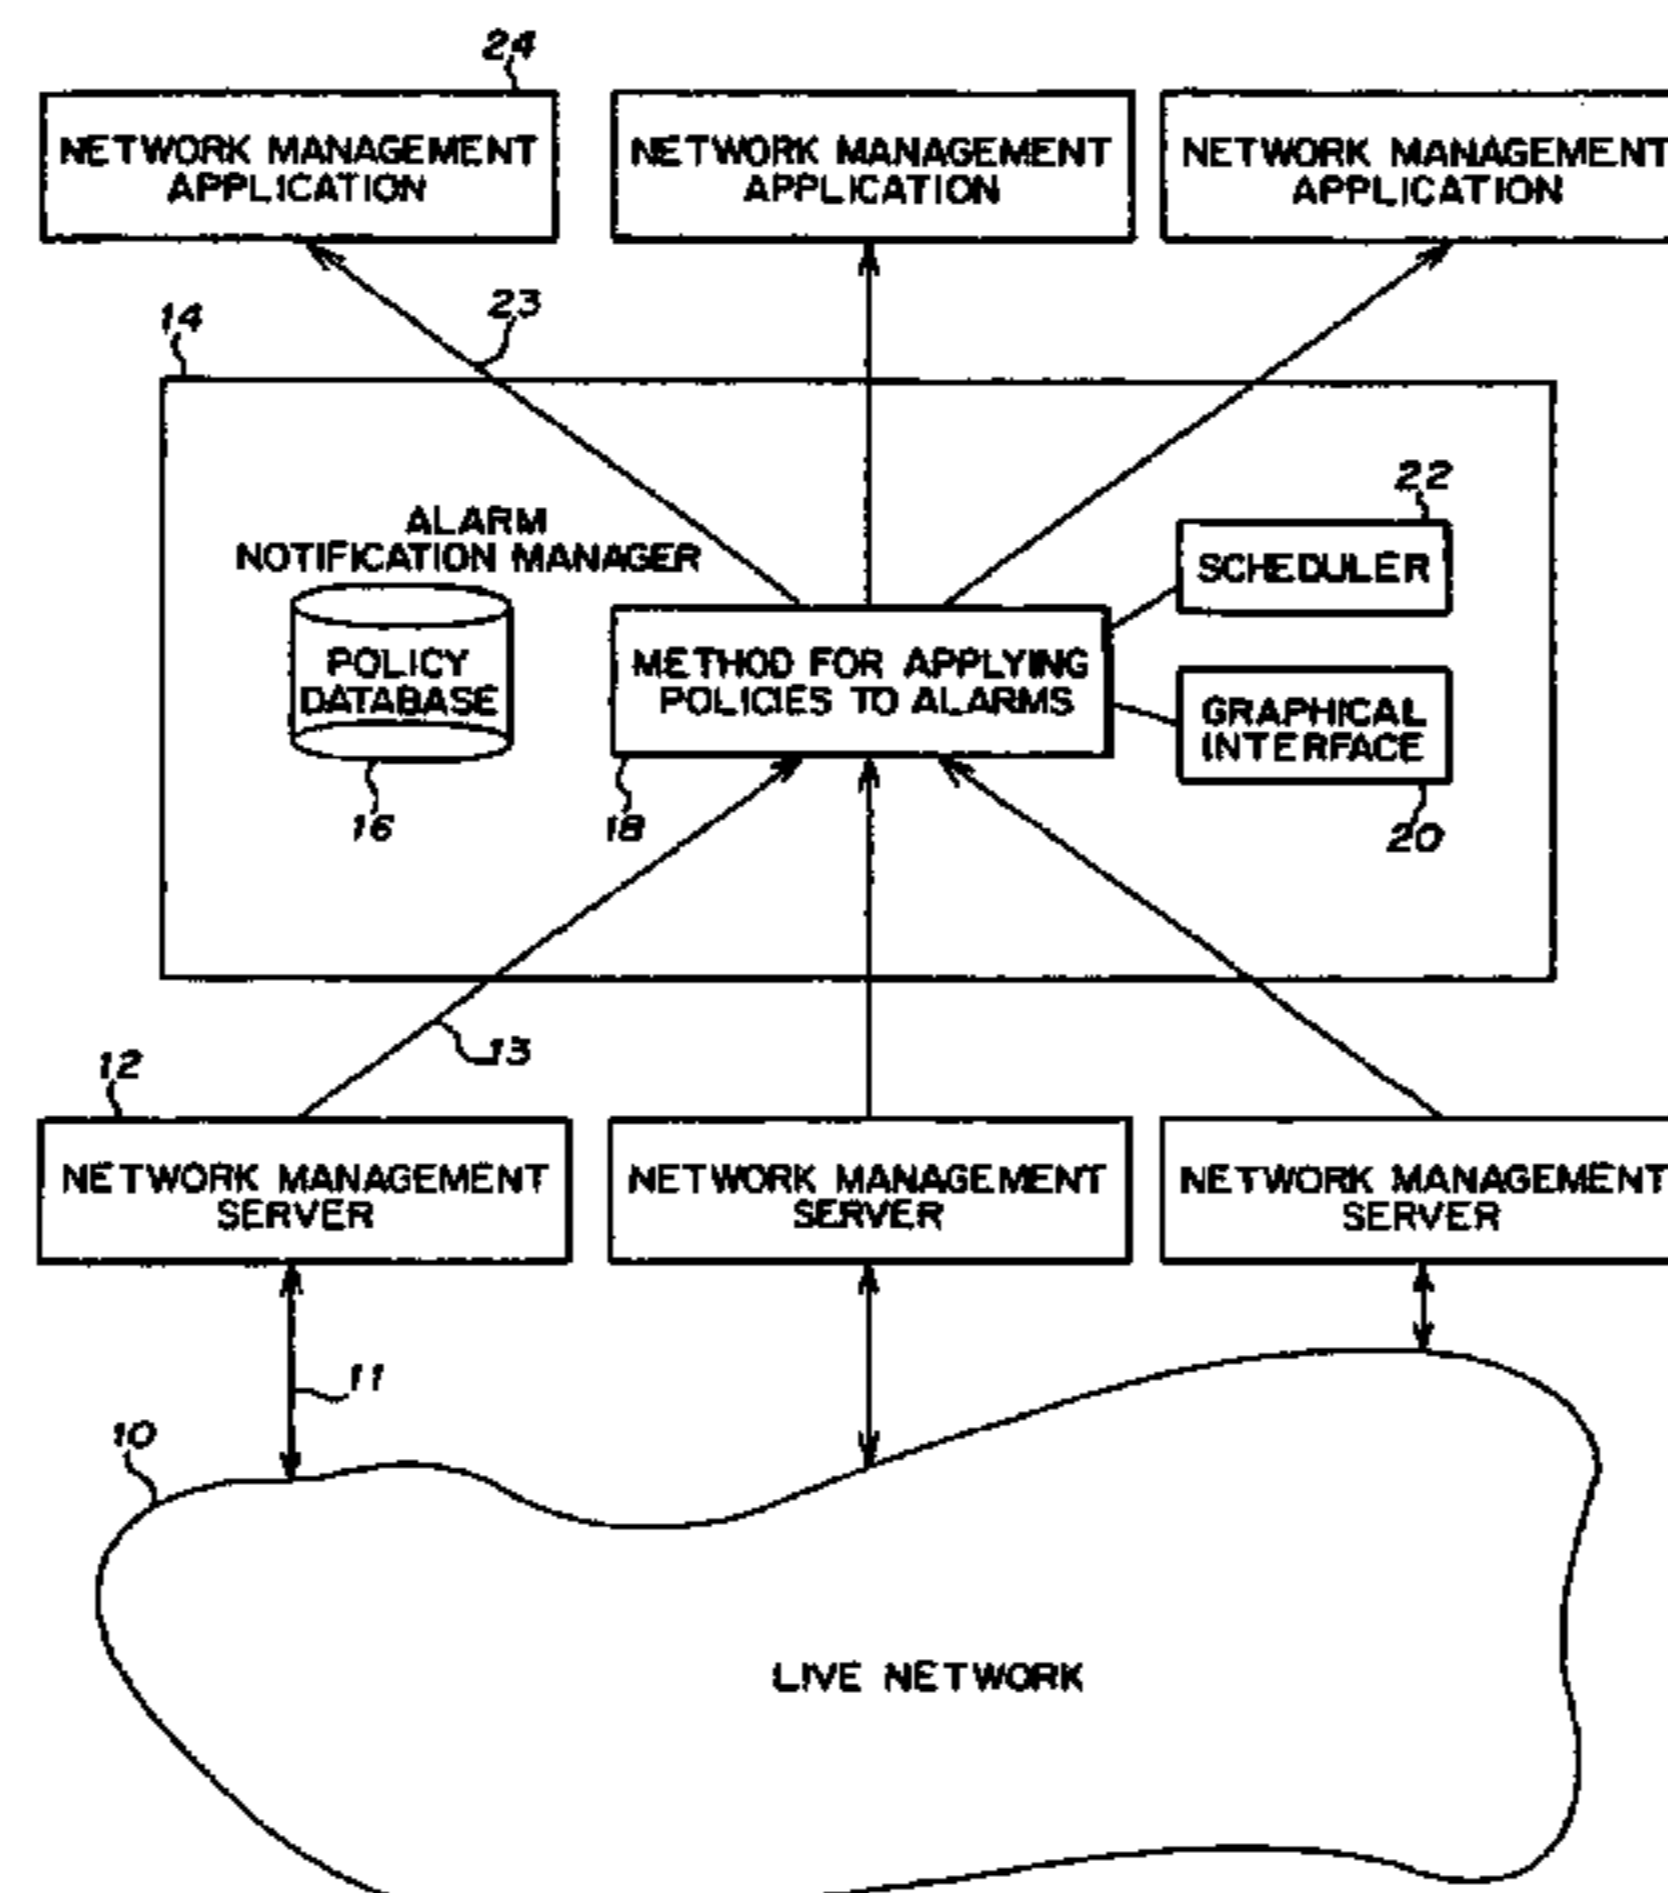 24
NETWORK MANAGEMENT
APPLICATION
NETWORK MANAGEMENT
APPLICATION
NETWORK MANAGEMENT
APPLICATION
23
14
22
ALARM
NOTIFICATION MANAGER
SCHEDULER
POLICY
DATABASE
METHOD FOR APPLYING
POLICIES TO ALARMS
GRAPHICAL
INTERFACE
16
18
20
13
12
NETWORK MANAGEMENT
SERVER
NETWORK MANAGEMENT
SERVER
NETWORK MANAGEMENT
SERVER
11
10
LIVE NETWORK